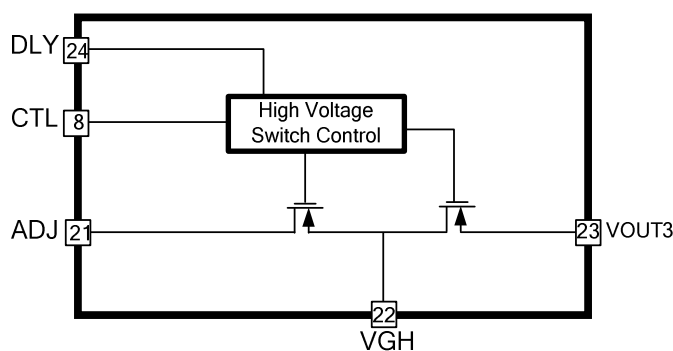 DLY
24
CTL
8
High Voltage
Switch Control
ADJ
21
23
VOUT3
22
VGH